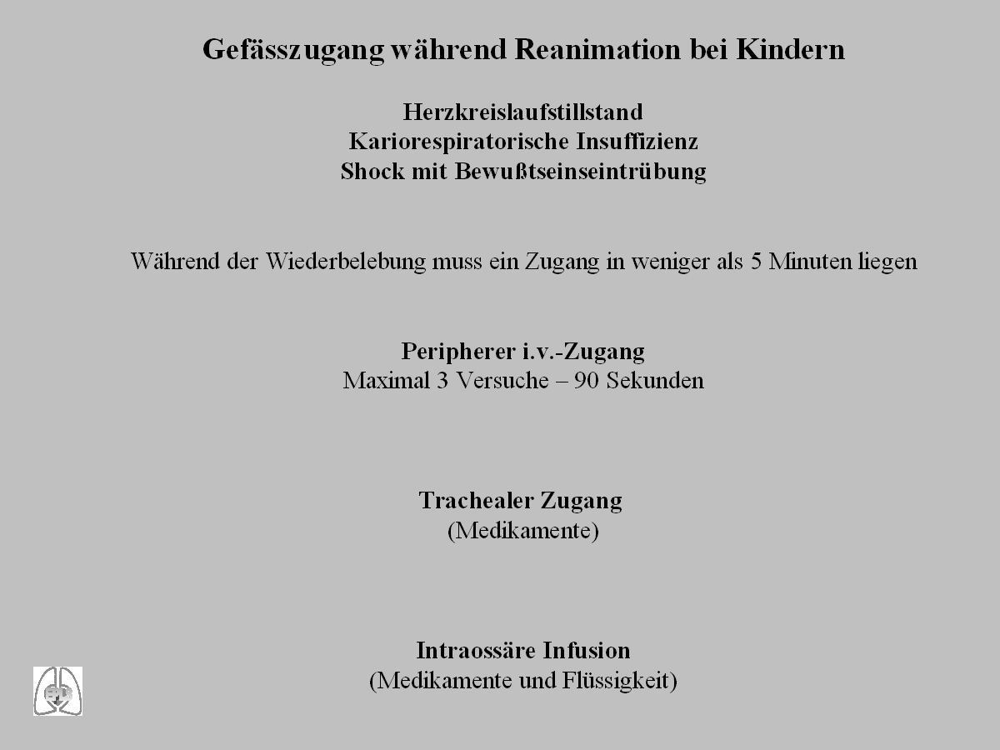 Gefässzugang während Reanimation bei Kindern
Herzkreislaufstillstand
Kariorespiratorische Insuffizienz
Shock mit Bewußtseinseintrübung
Während der Wiederbelebung muss ein Zugang in weniger als 5 Minuten liegen
Peripherer i.v.-Zugang
Maximal 3 Versuche – 90 Sekunden
Trachealer Zugang
(Medikamente)
Intraossäre Infusion
(Medikamente und Flüssigkeit)